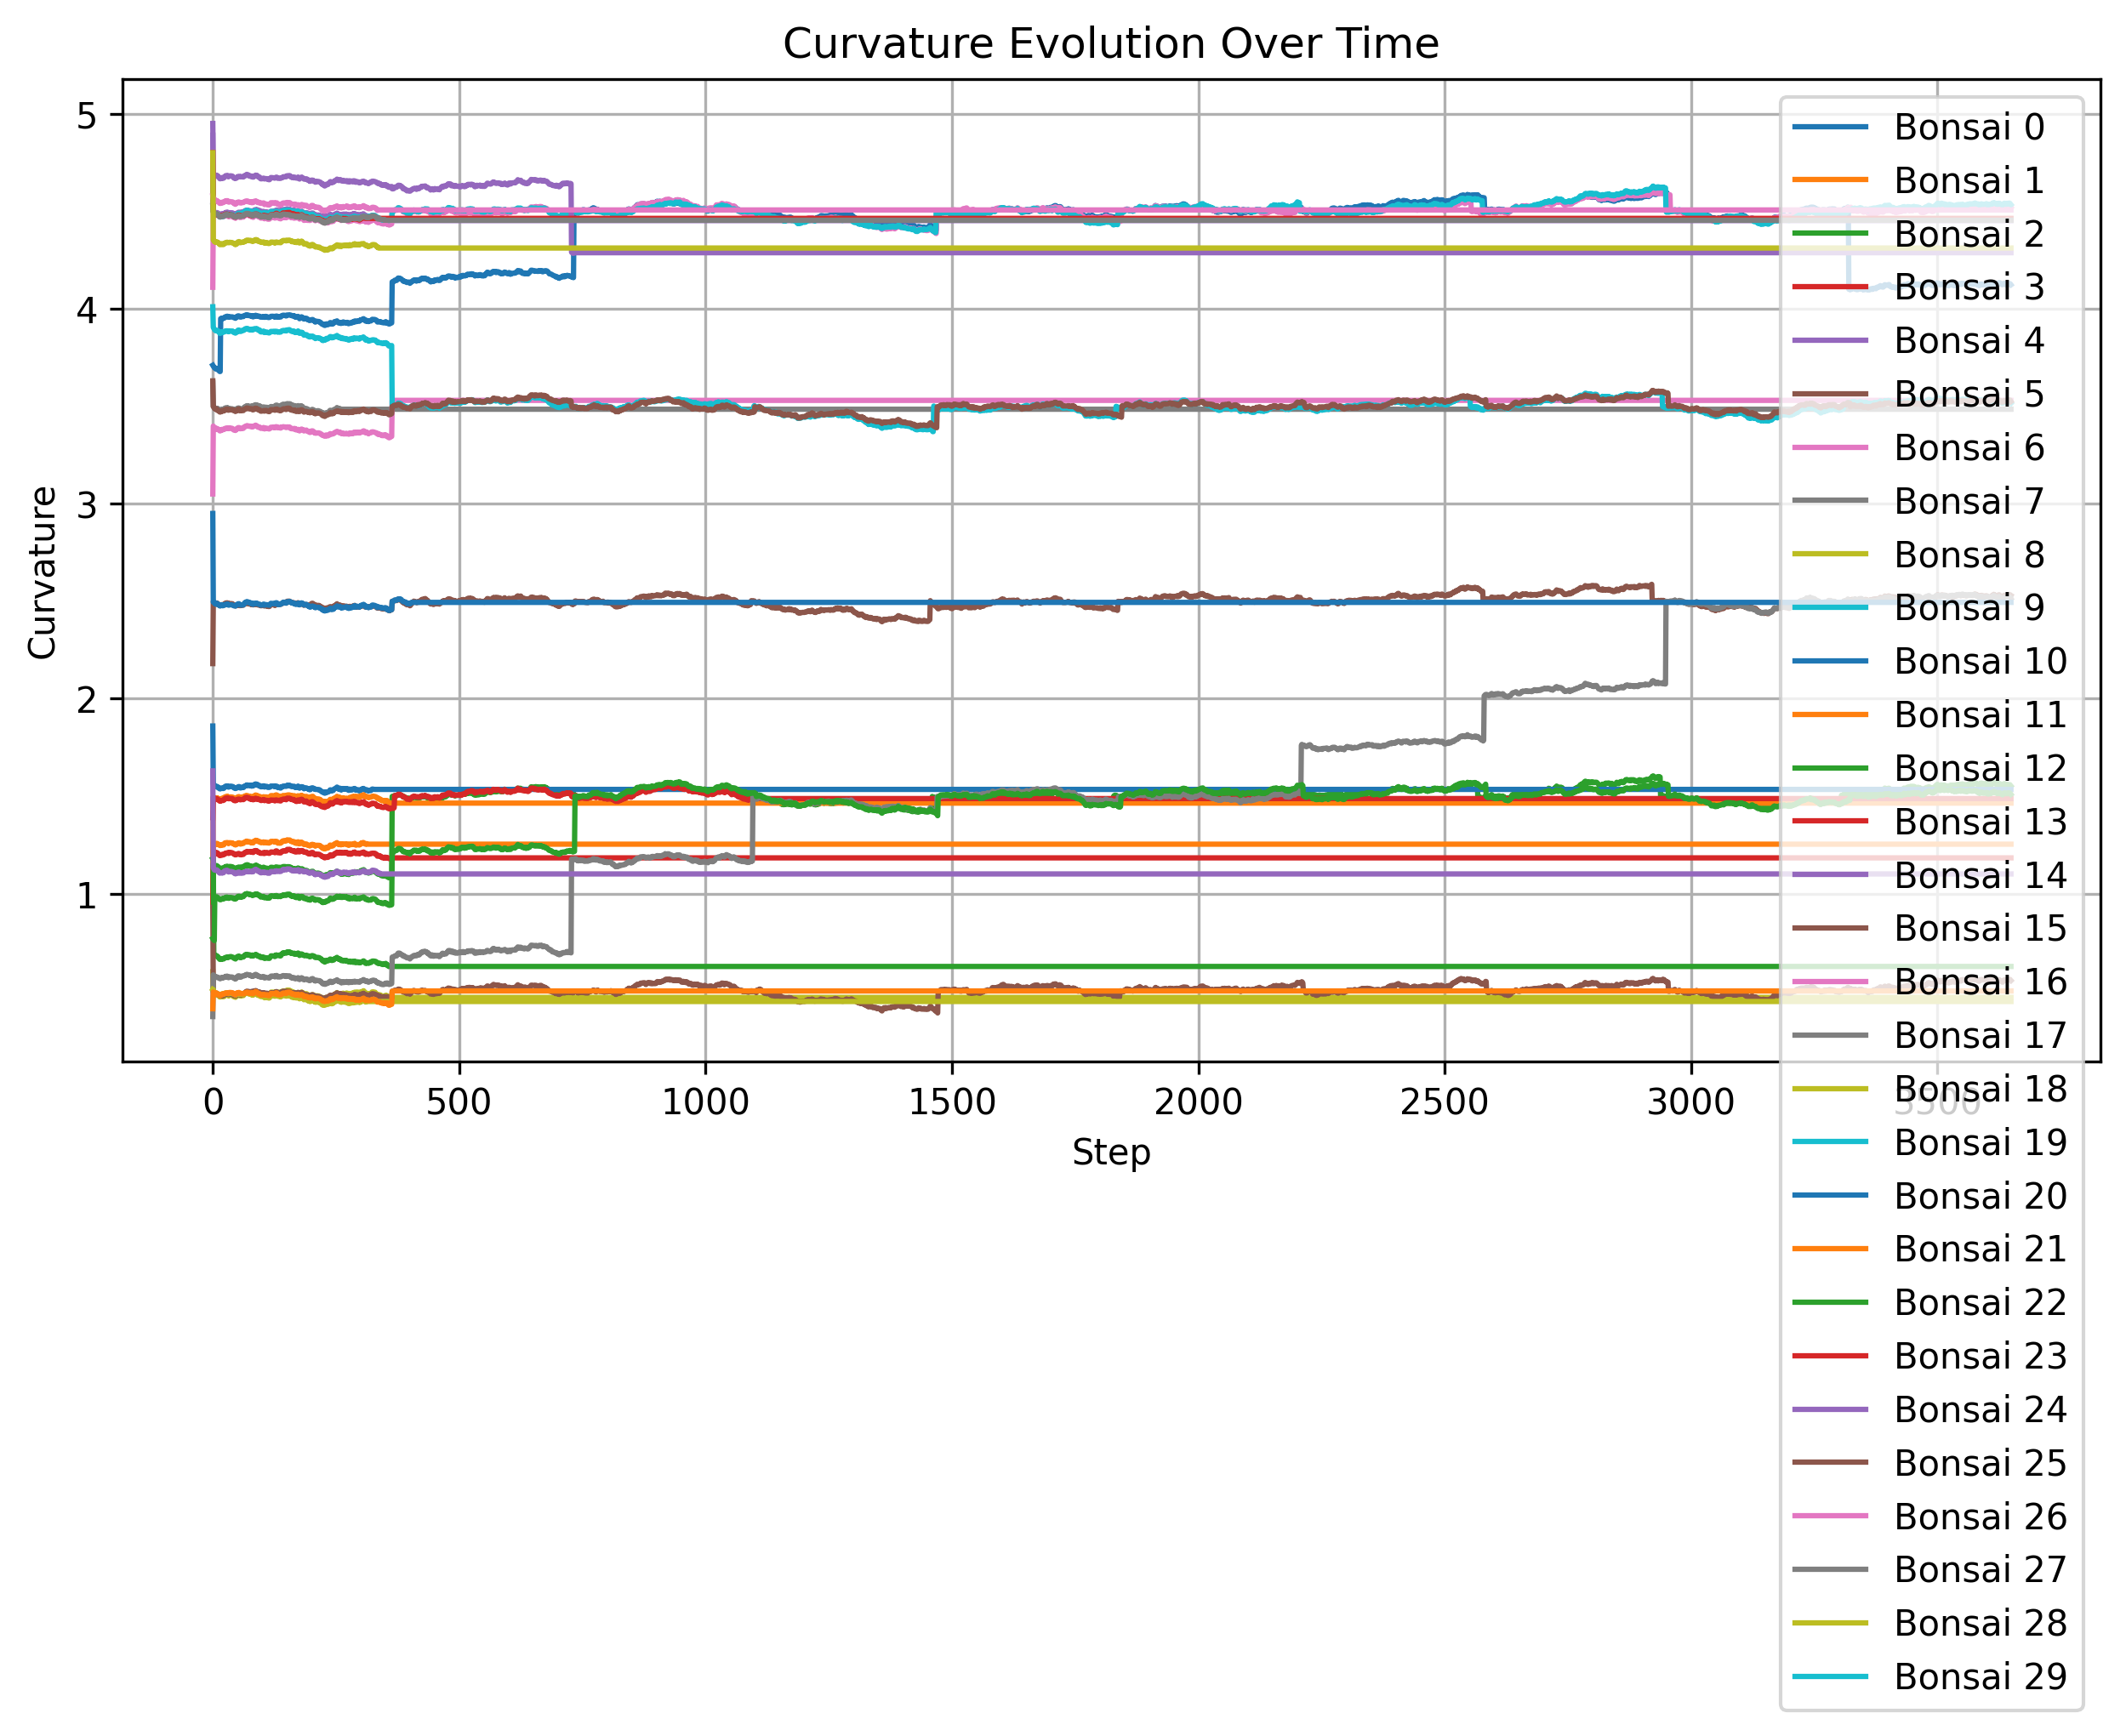 Curvature Evolution Over Time
Curvature
5
4
3
2
1
0
500
1000
1500
2000
2500
3000
3500
Step
Bonsai 0
Bonsai 1
Bonsai 2
Bonsai 3
Bonsai 4
Bonsai 5
Bonsai 6
Bonsai 7
Bonsai 8
Bonsai 9
Bonsai 10
Bonsai 11
Bonsai 12
Bonsai 13
Bonsai 14
Bonsai 15
Bonsai 16
Bonsai 17
Bonsai 18
Bonsai 19
Bonsai 20
Bonsai 21
Bonsai 22
Bonsai 23
Bonsai 24
Bonsai 25
Bonsai 26
Bonsai 27
Bonsai 28
Bonsai 29